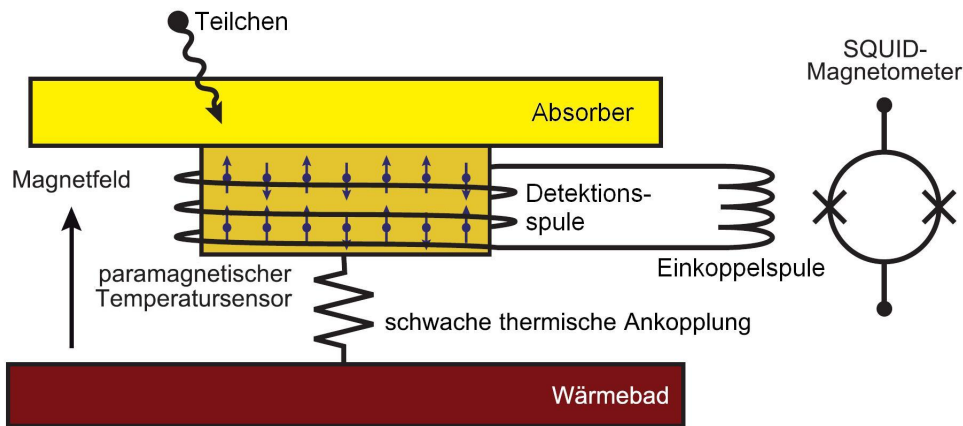 Teilchen
SQUID-
Magnetometer
Absorber
Magnetfeld
Detektions-
spule
Einkoppelspule
paramagnetischer
Temperatursensor
schwache thermische Ankopplung
Wärmebad